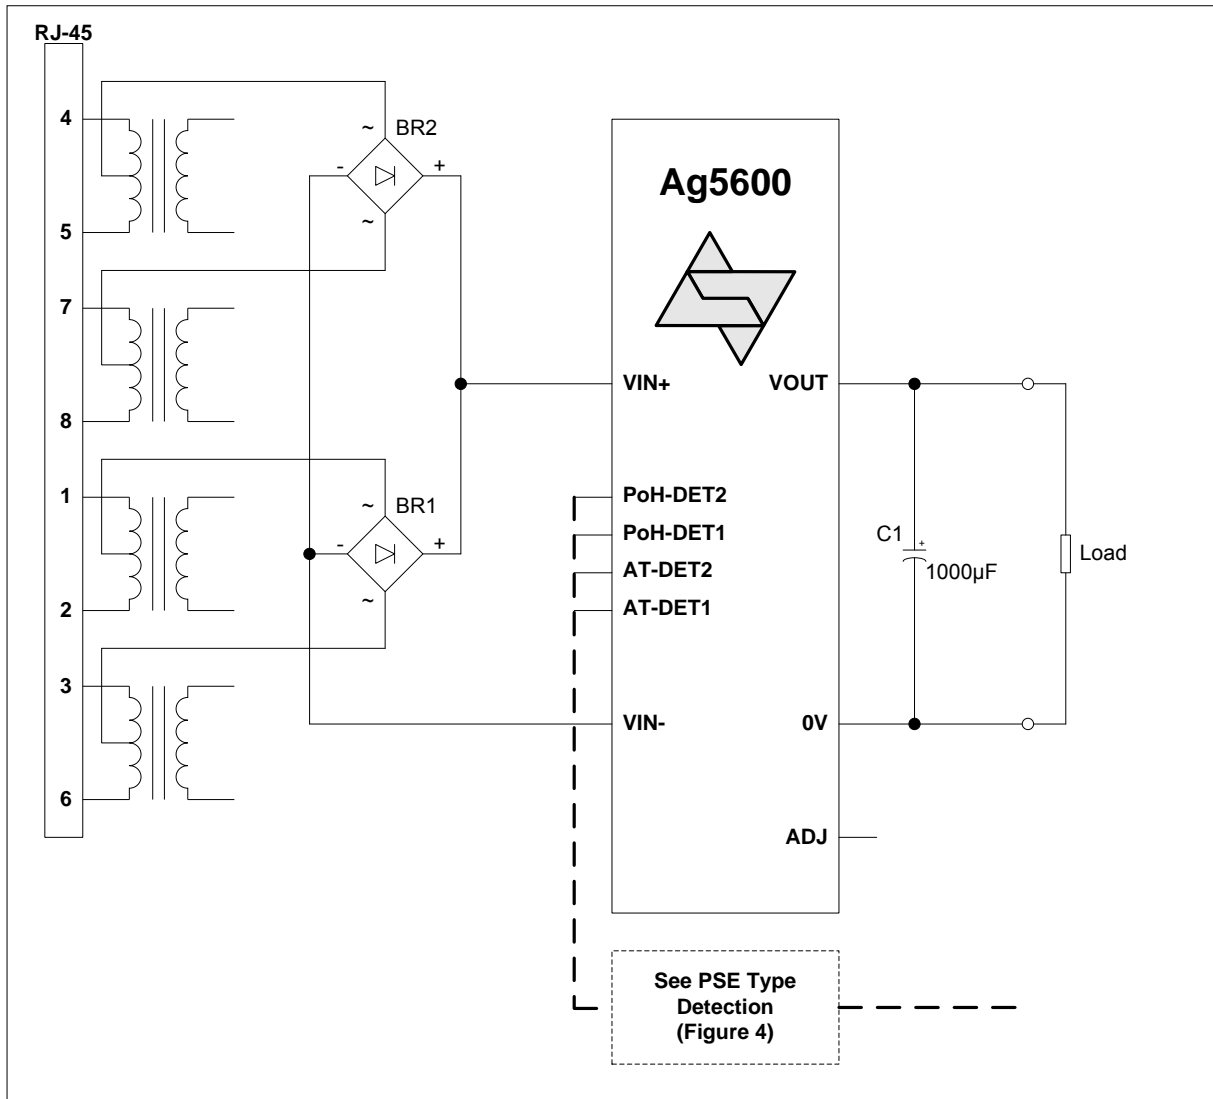 RJ-45
4
5
7
8
1
2
3
6
~
BR2
-
+
~
~
BR1
-
+
~
Ag5600
VIN+
VOUT
PoH-DET2
PoH-DET1
AT-DET2
AT-DET1
VIN-
0V
ADJ
C1
+
1000µF
Load
See PSE Type
Detection
(Figure 4)